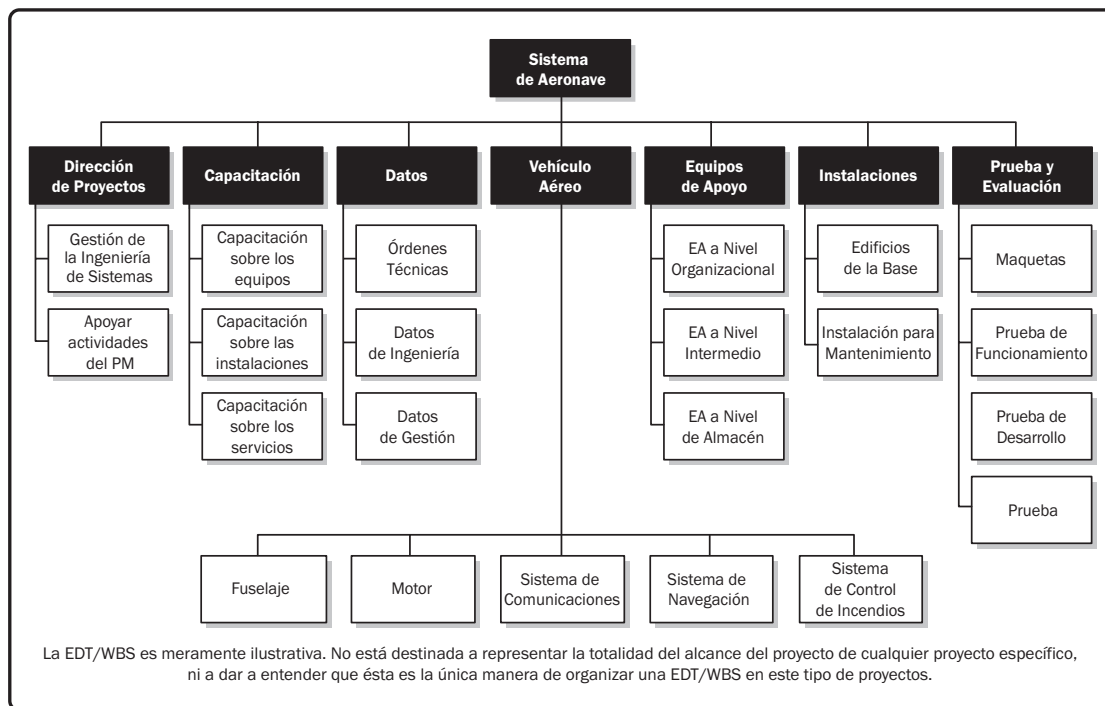 Sistema
de Aeronave
Dirección
de Proyectos
Capacitación
Datos
Vehículo
Aéreo
Equipos
de Apoyo
Instalaciones
Prueba y
Evaluación
Gestión de
la Ingeniería
de Sistemas
Apoyar
actividades
del PM
Capacitación
sobre los
equipos
Capacitación
sobre las
instalaciones
Capacitación
sobre los
servicios
Órdenes
Técnicas
Datos
de Ingeniería
Datos
de Gestión
EA a Nivel
Organizacional
EA a Nivel
Intermedio
EA a Nivel
de Almacén
Edificios
de la Base
Instalación para
Mantenimiento
Maquetas
Prueba de
Funcionamiento
Prueba de
Desarrollo
Prueba
Fuselaje
Motor
Sistema de
Comunicaciones
Sistema de
Navegación
Sistema
de Control
de Incendios
La EDT/WBS es meramente ilustrativa. No está destinada a representar la totalidad del alcance del proyecto de cualquier proyecto específico,
ni a dar a entender que ésta es la única manera de organizar una EDT/WBS en este tipo de proyectos.